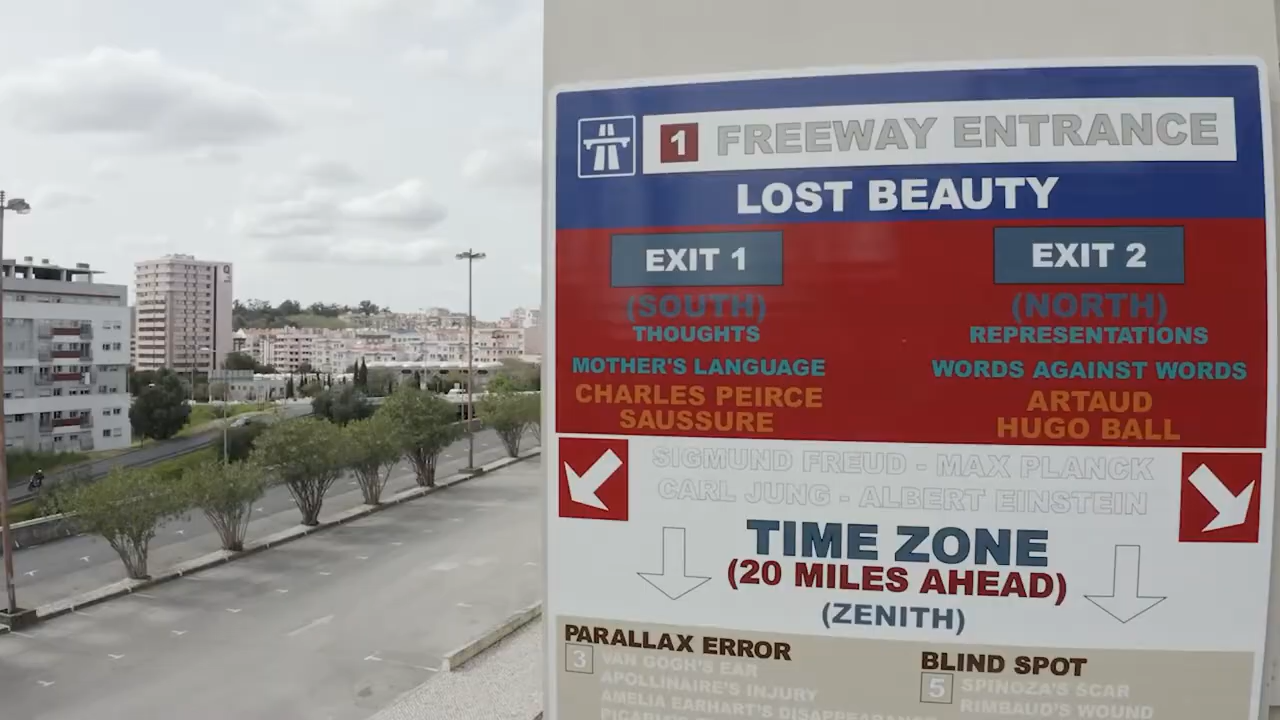 1 FREEWAY ENTRANCE
LOST BEAUTY
EXIT 1
(SOUTH)
THOUGHTS
MOTHER'S LANGUAGE
CHARLES PEIRCE
SAUSSURE
EXIT 2
(NORTH)
REPRESENTATIONS
WORDS AGAINST WORDS
ARTAUD
HUGO BALL
SIGMUND FREUD - MAX PLANCK
CARL JUNG - ALBERT EINSTEIN
TIME ZONE
(20 MILES AHEAD)
(ZENITH)
PARALLAX ERROR
3 VAN GOGH'S EAR
APOLLINAIRE'S INJURY
AMELIA EARHART'S DISAPPEARANCE
BLIND SPOT
5 SPINOZA'S SCAR
RIMBAUD'S WOUND